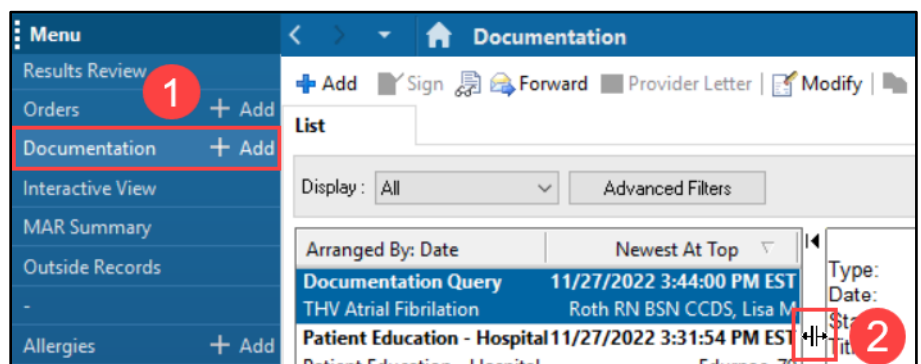 Menu
Documentation
Results Review
1
Orders + Add
Documentation + Add
Interactive View
MAR Summary
Outside Records
-
Allergies + Add
Add Sign Forward Provider Letter | Modify |
List
Display : All Advanced Filters
Arranged By: Date Newest At Top
Documentation Query 11/27/2022 3:44:00 PM EST
THV Atrial Fibrilation Roth RN BSN CCDS, Lisa M
Patient Education - Hospital 11/27/2022 3:31:54 PM EST
Patient Education - Hospital
Type:
Date:
2